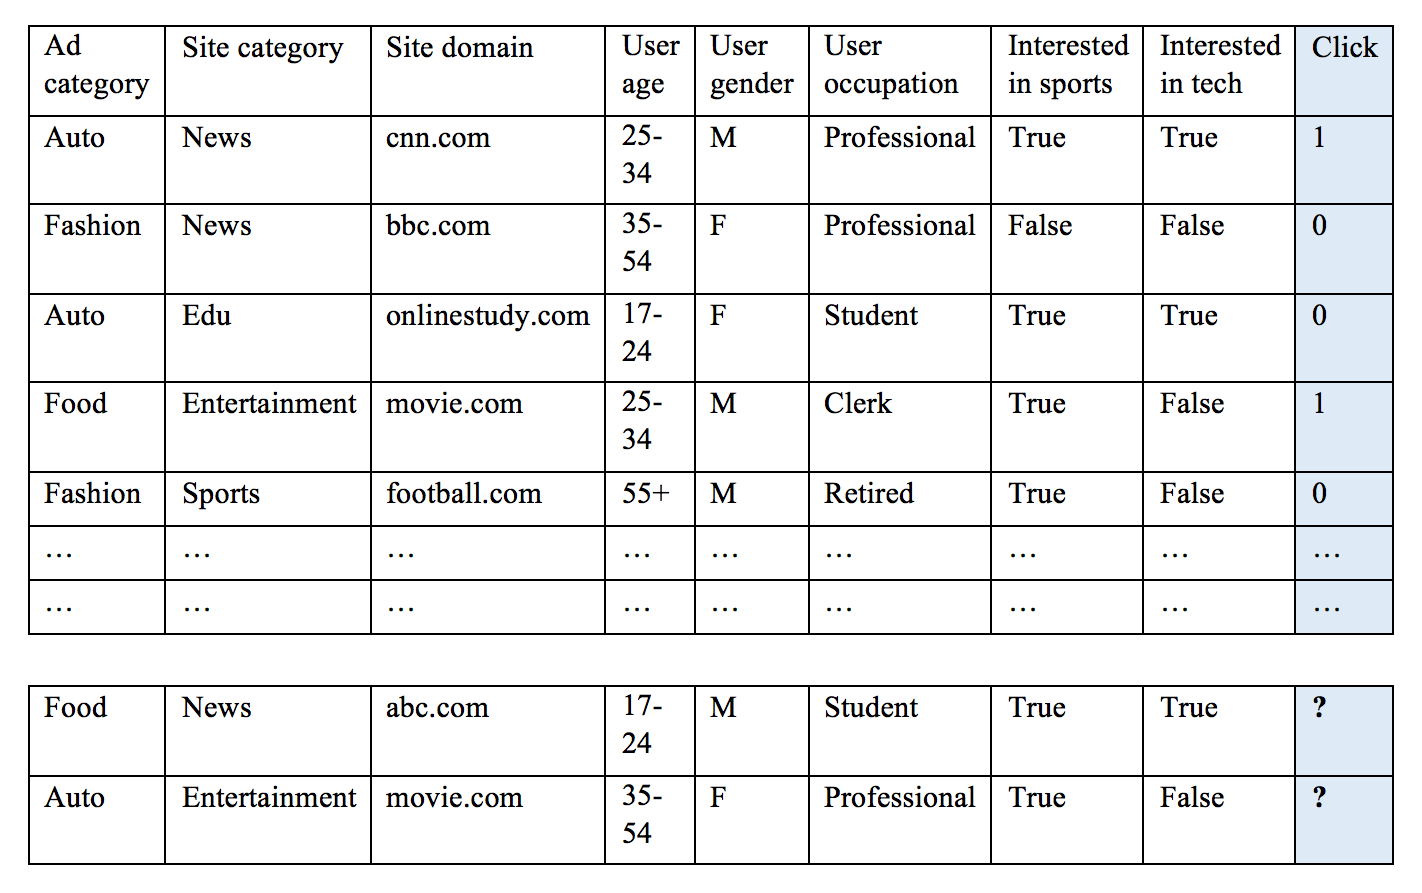 Ad category Site category Site domain User age User gender User occupation Interested in sports Interested in tech Click
Auto News cnn.com 25-34 M Professional True True 1
Fashion News bbc.com 35-54 F Professional False False 0
Auto Edu onlinestudy.com 17-24 F Student True True 0
Food Entertainment movie.com 25-34 M Clerk True False 1
Fashion Sports football.com 55+ M Retired True False 0
… … … … … … … … …
… … … … … … … … …
Food News abc.com 17-24 M Student True True ?
Auto Entertainment movie.com 35-54 F Professional True False ?